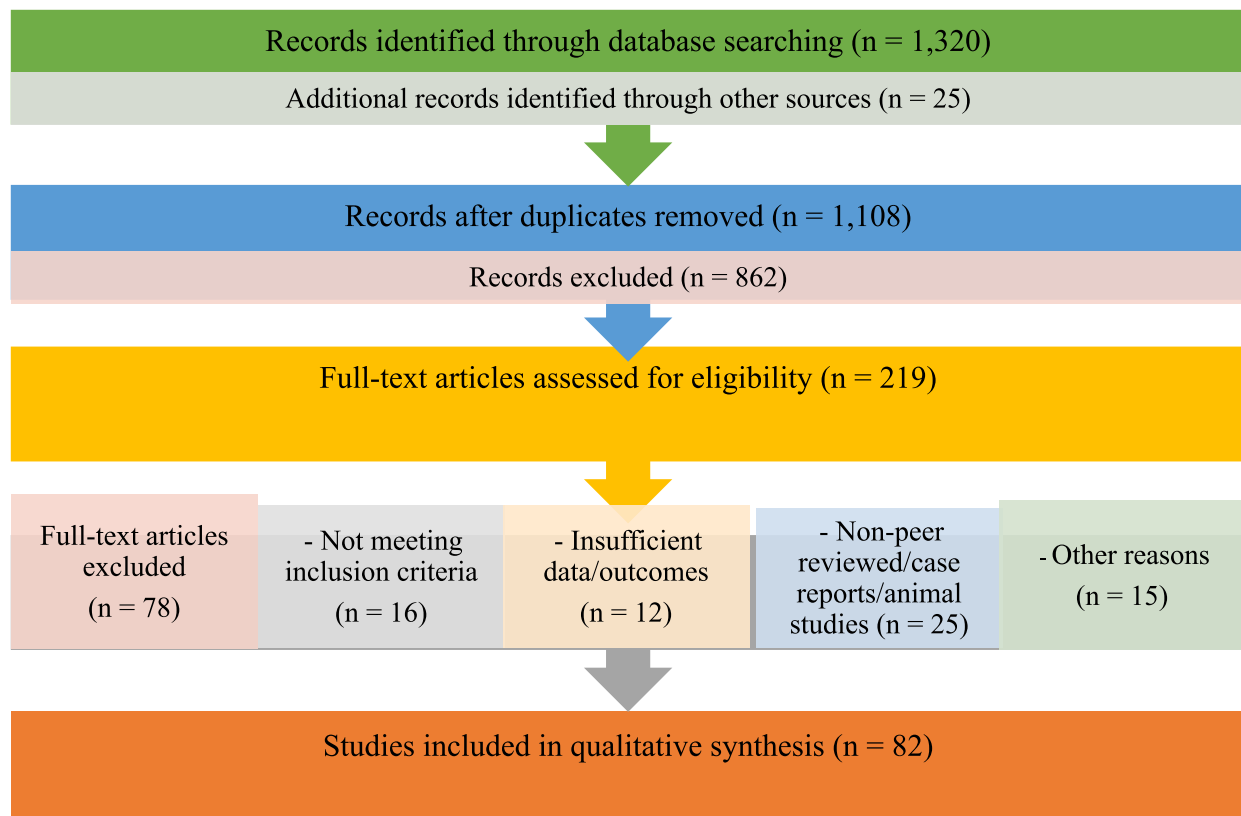 Records identified through database searching (n = 1,320)
Additional records identified through other sources (n = 25)
Records after duplicates removed (n = 1,108)
Records excluded (n = 862)
Full-text articles assessed for eligibility (n = 219)
Full-text articles
excluded
(n = 78)
- Not meeting
inclusion criteria
(n = 16)
- Insufficient
data/outcomes
(n = 12)
- Non-peer
reviewed/case
reports/animal
studies (n = 25)
- Other reasons
(n = 15)
Studies included in qualitative synthesis (n = 82)